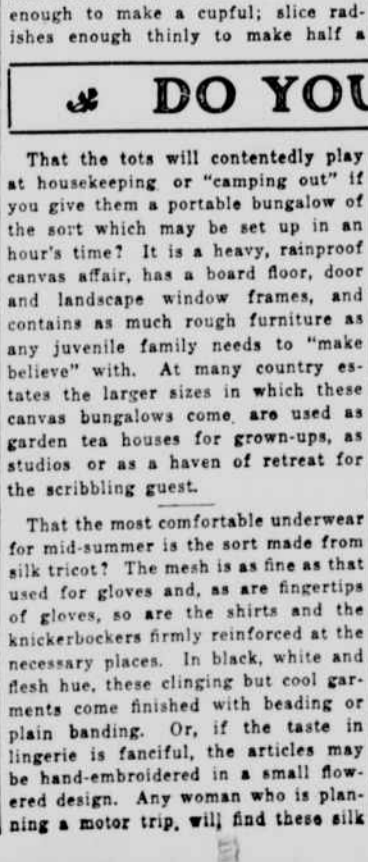 enough to make a cupful; slice rad-
ishes enough thinly to make half a
DO YOU
That the tots will contentedly play
at housekeeping or "camping out" if
you give them a portable bungalow of
the sort which may be set up in an
hour's time? It is a heavy, rainproof
canvas affair, has a board floor, door
and landscape window frames, and
contains as much rough furniture as
any juvenile family needs to "make
believe" with. At many country es-
tates the larger sizes in which these
canvas bungalows come are used as
garden tea houses for grown-ups, as
studios or as a haven of retreat for
the scribbling guest.
That the most comfortable underwear
for mid-summer is the sort made from
silk tricot? The mesh is as fine as that
used for gloves and, as are fingertips
of gloves, so are the shirts and the
knickerbockers firmly reinforced at the
necessary places. In black, white and
flesh hue, these clinging but cool gar-
ments come finished with beading or
plain banding. Or, if the taste in
lingerie is fanciful, the articles may
be hand-embroidered in a small flow-
ered design. Any woman who is plan-
ning a motor trip, will find these silk